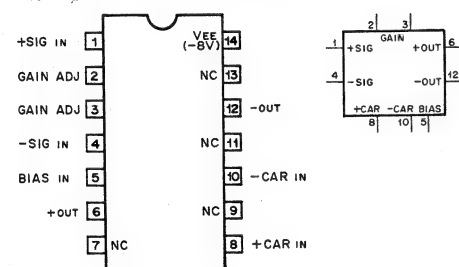 +SIG IN 1
GAIN ADJ 2
GAIN ADJ 3
-SIG IN 4
BIAS IN 5
+OUT 6
7 NC
VEE 14
(-8V)
NC 13
12 -OUT
NC 11
10 -CAR IN
NC 9
8 +CAR IN
2 3
GAIN
1 +SIG +OUT 6
4 -SIG -OUT 12
+CAR -CAR BIAS
8 10 5